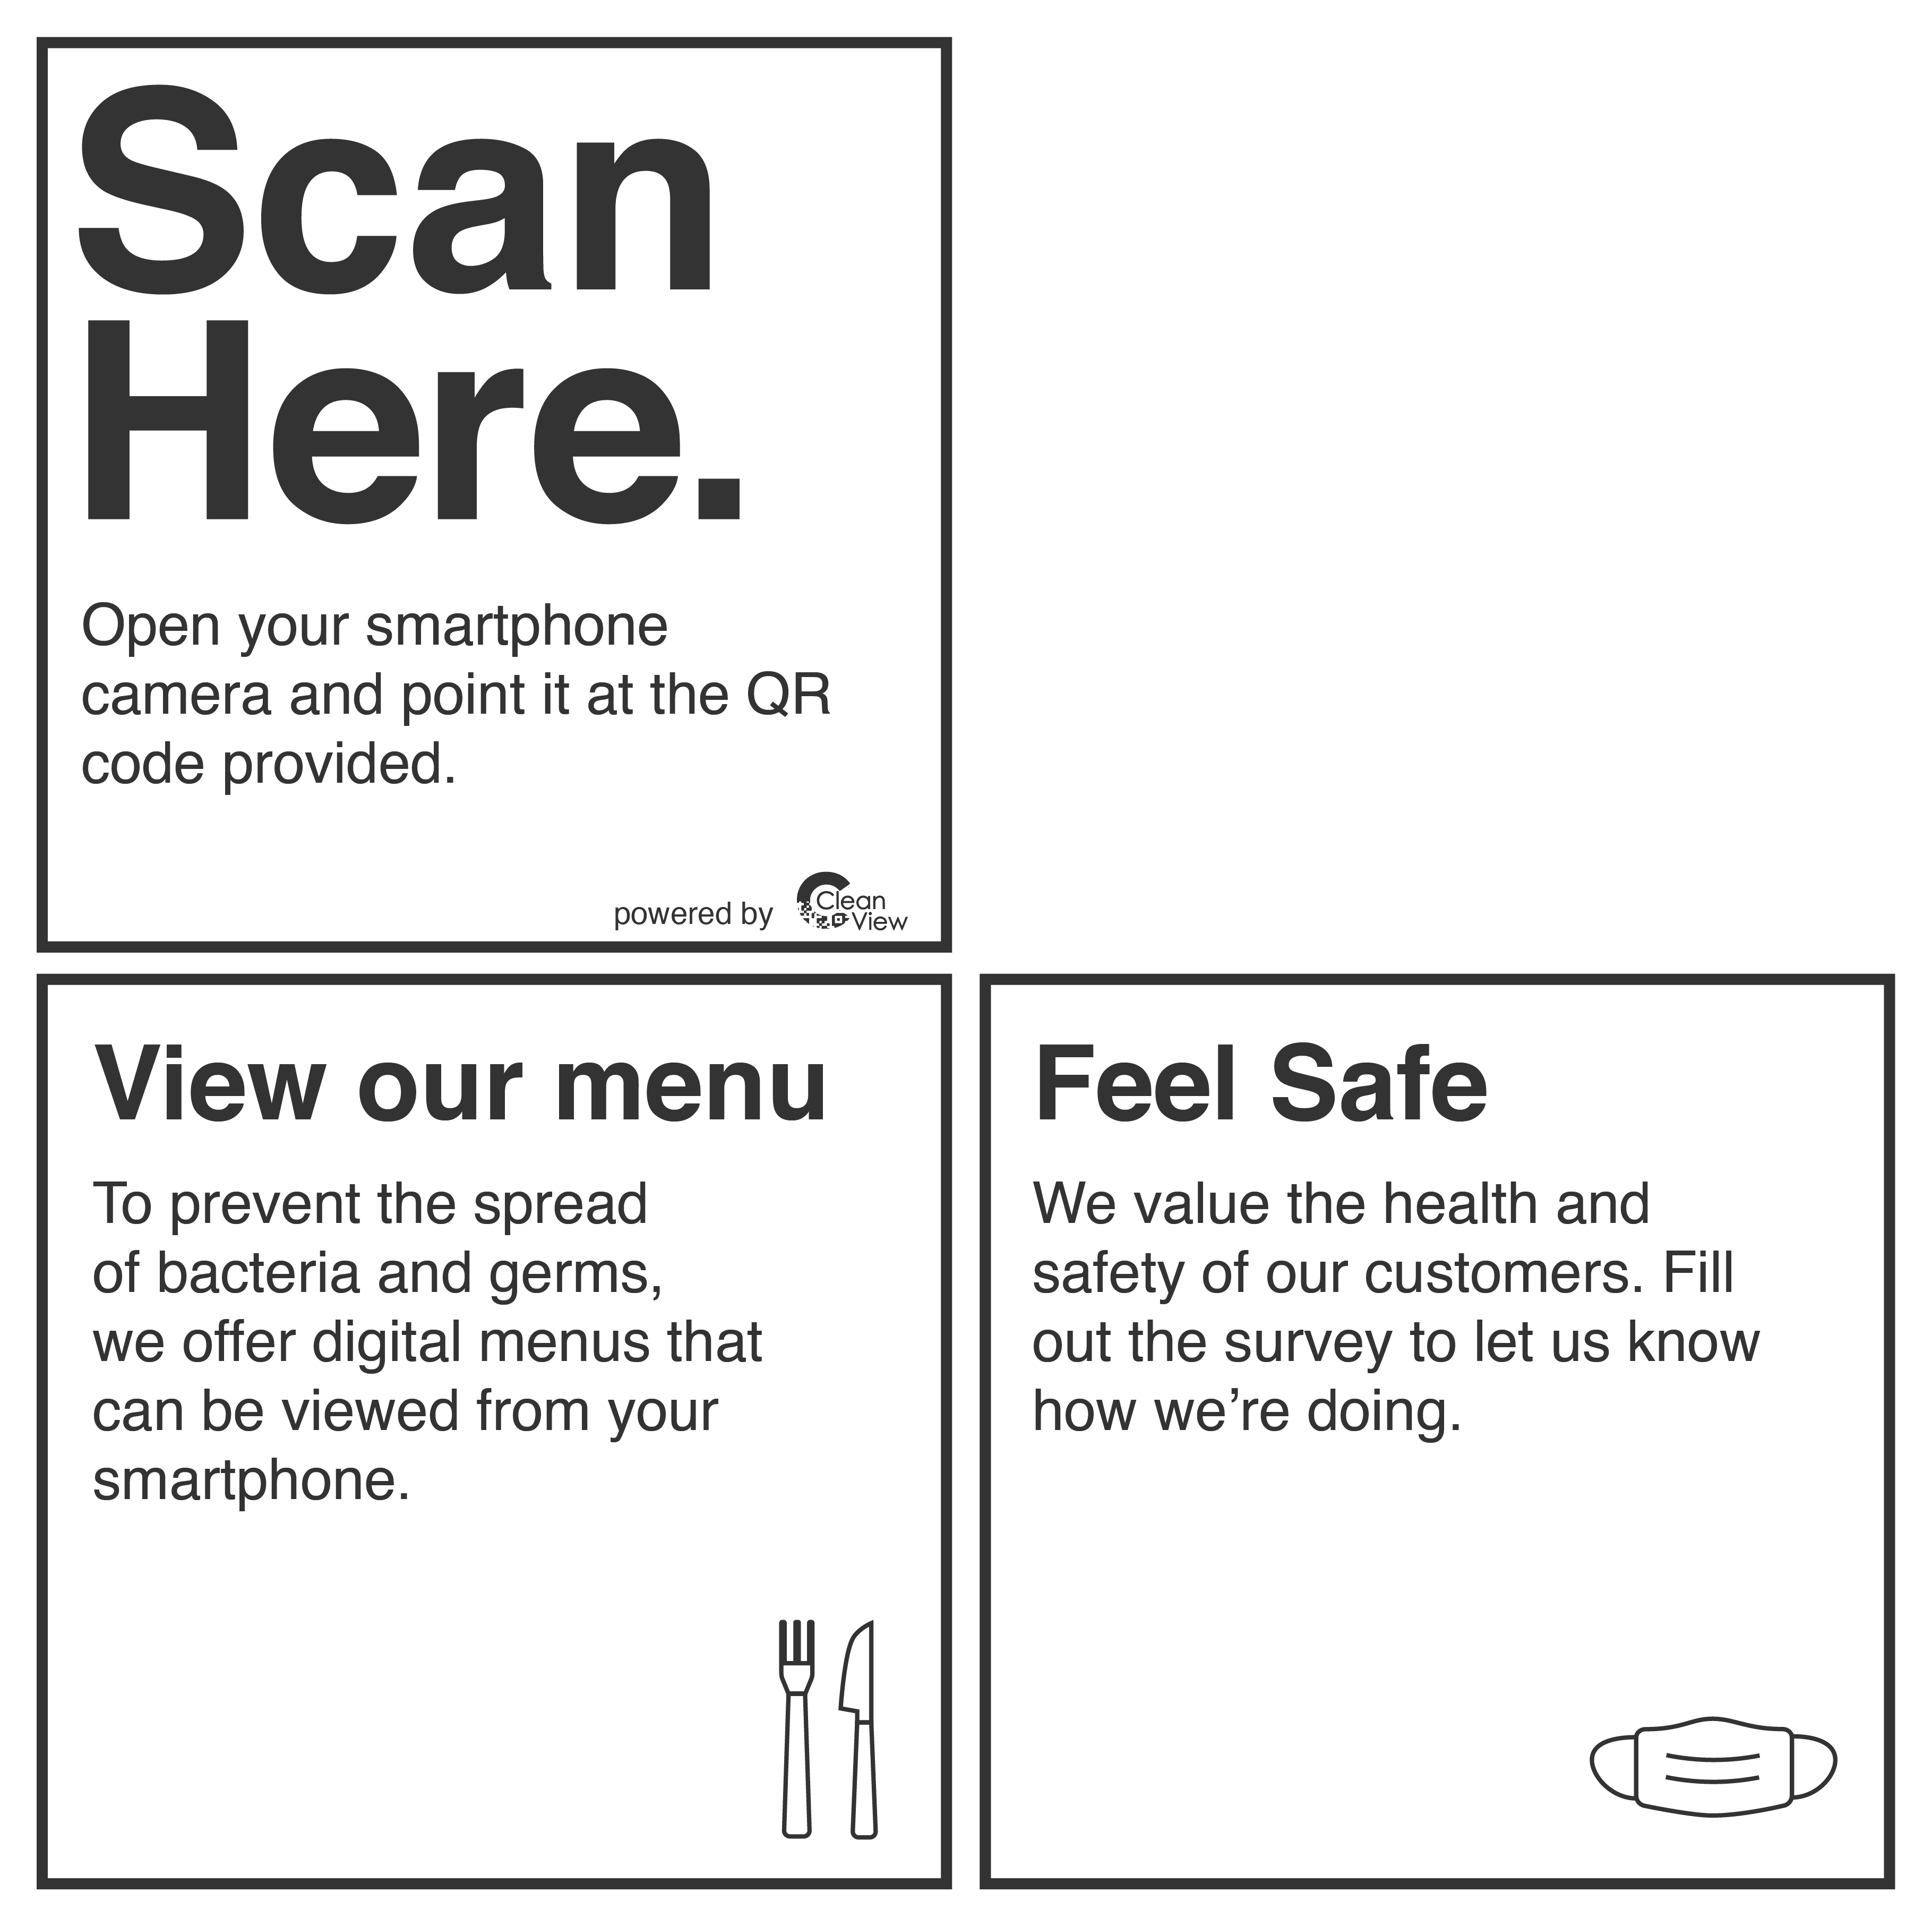 Scan
Here.
Open your smartphone
camera and point it at the QR
code provided.
powered by Clean
View
View our menu
To prevent the spread
of bacteria and germs,
we offer digital menus that
can be viewed from your
smartphone.
Feel Safe
We value the health and
safety of our customers. Fill
out the survey to let us know
how we’re doing.